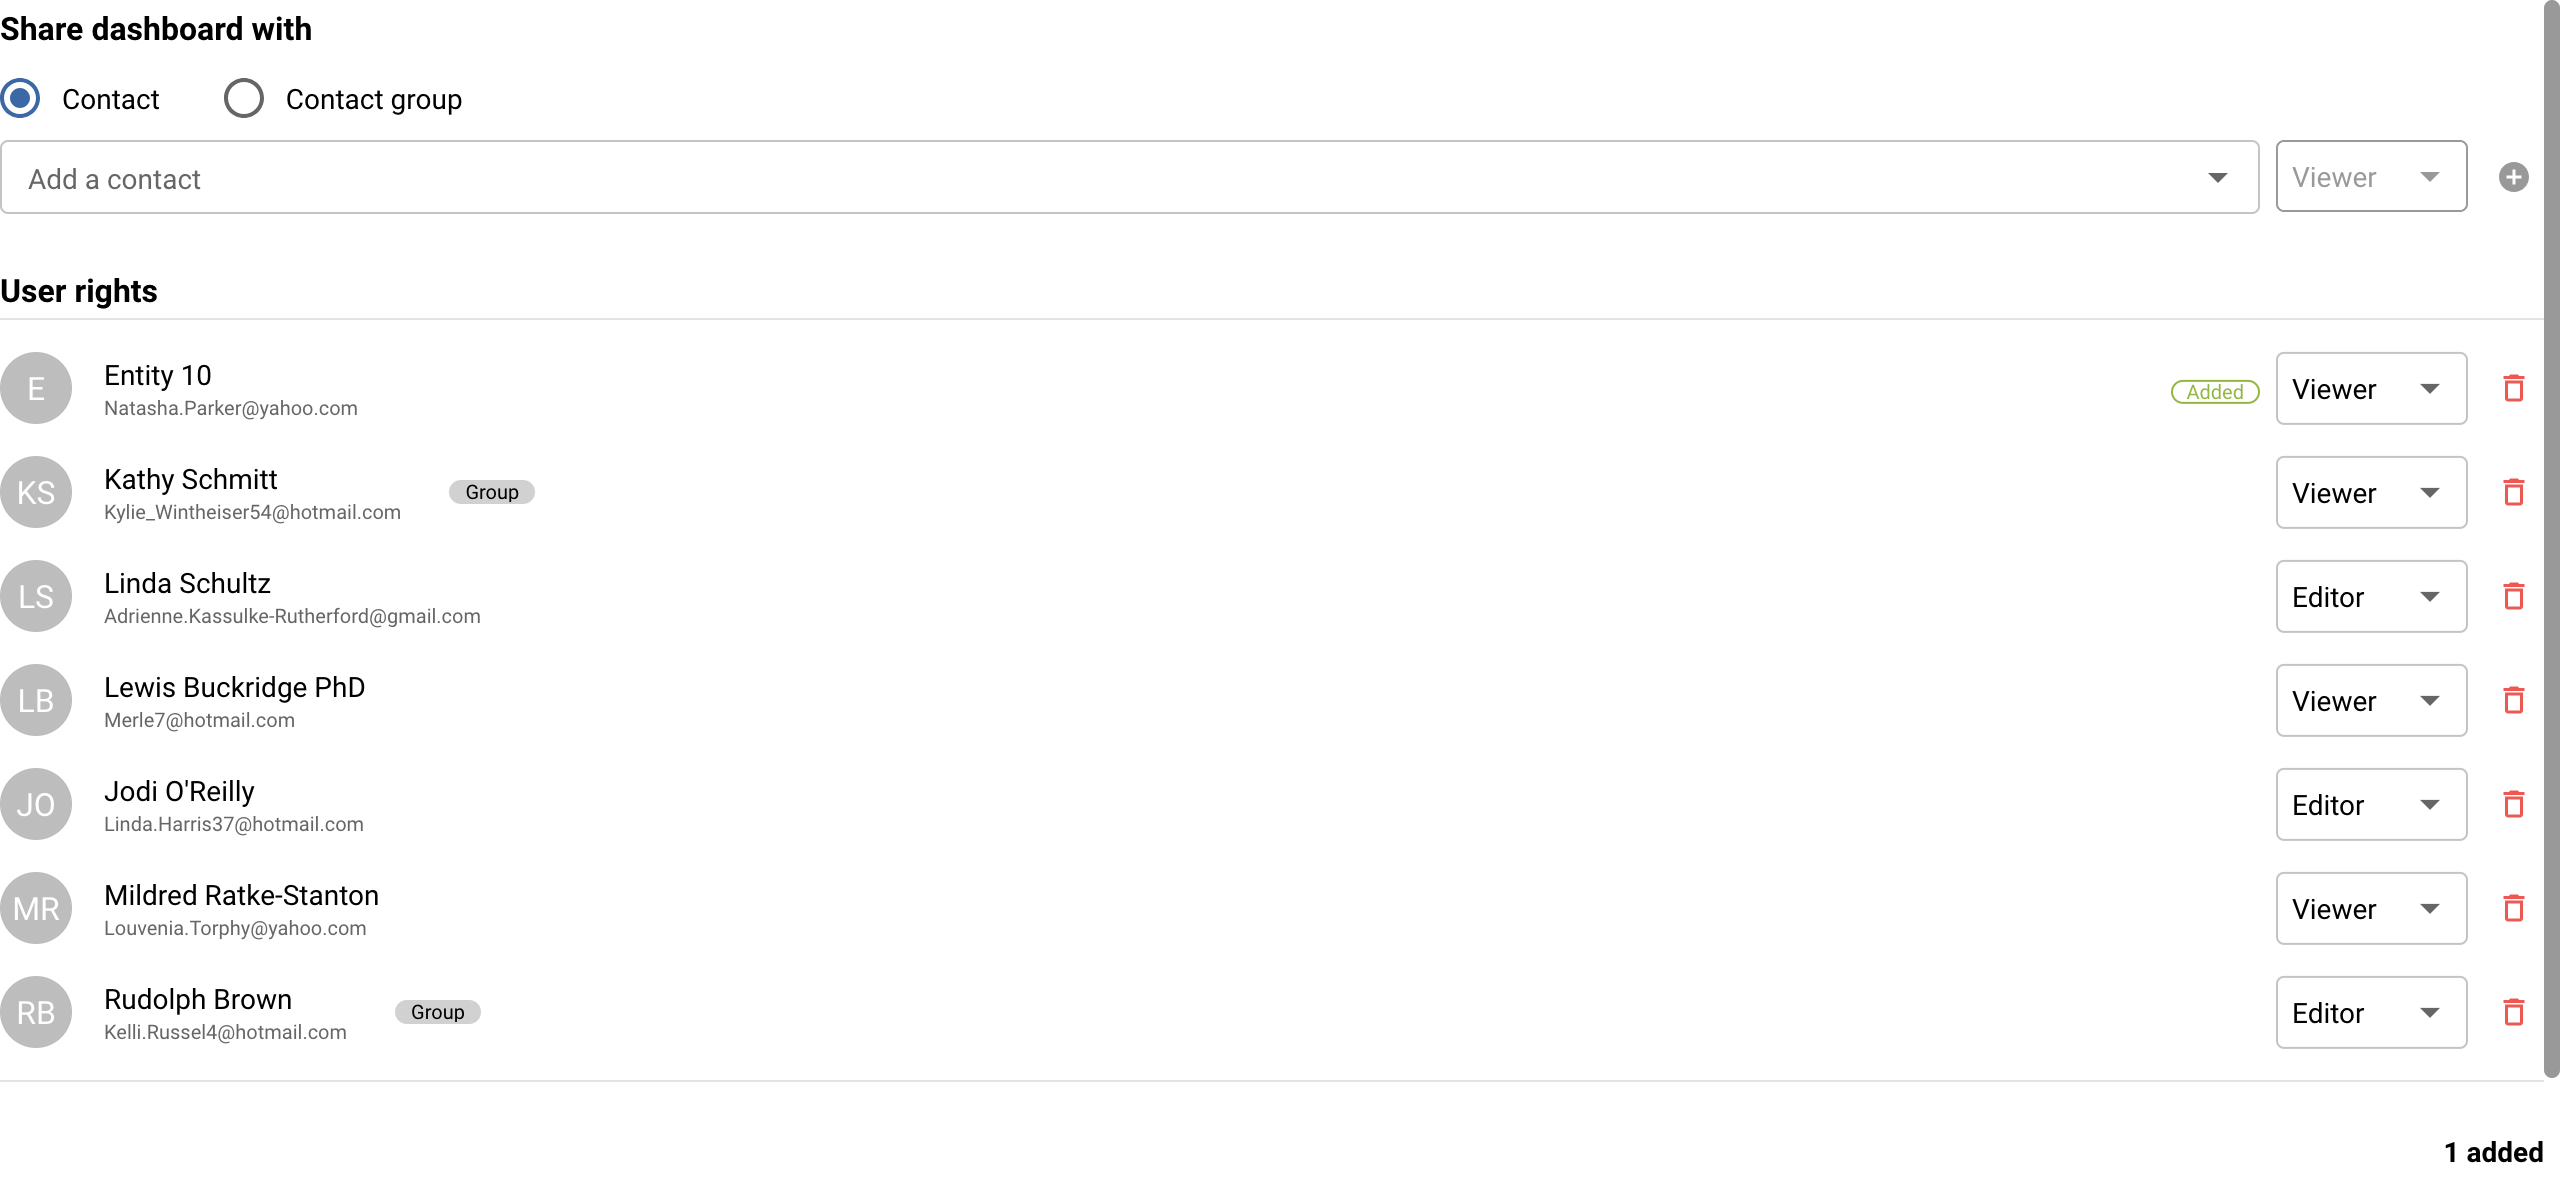 Share dashboard with
Contact
Contact group
Add a contact
Viewer
User rights
E
Entity 10
Natasha.Parker@yahoo.com
Added
Viewer
KS
Kathy Schmitt
Kylie_Wintheiser54@hotmail.com
Group
Viewer
LS
Linda Schultz
Adrienne.Kassulke-Rutherford@gmail.com
Editor
LB
Lewis Buckridge PhD
Merle7@hotmail.com
Viewer
JO
Jodi O'Reilly
Linda.Harris37@hotmail.com
Editor
MR
Mildred Ratke-Stanton
Louvenia.Torphy@yahoo.com
Viewer
RB
Rudolph Brown
Kelli.Russel4@hotmail.com
Group
Editor
1 added